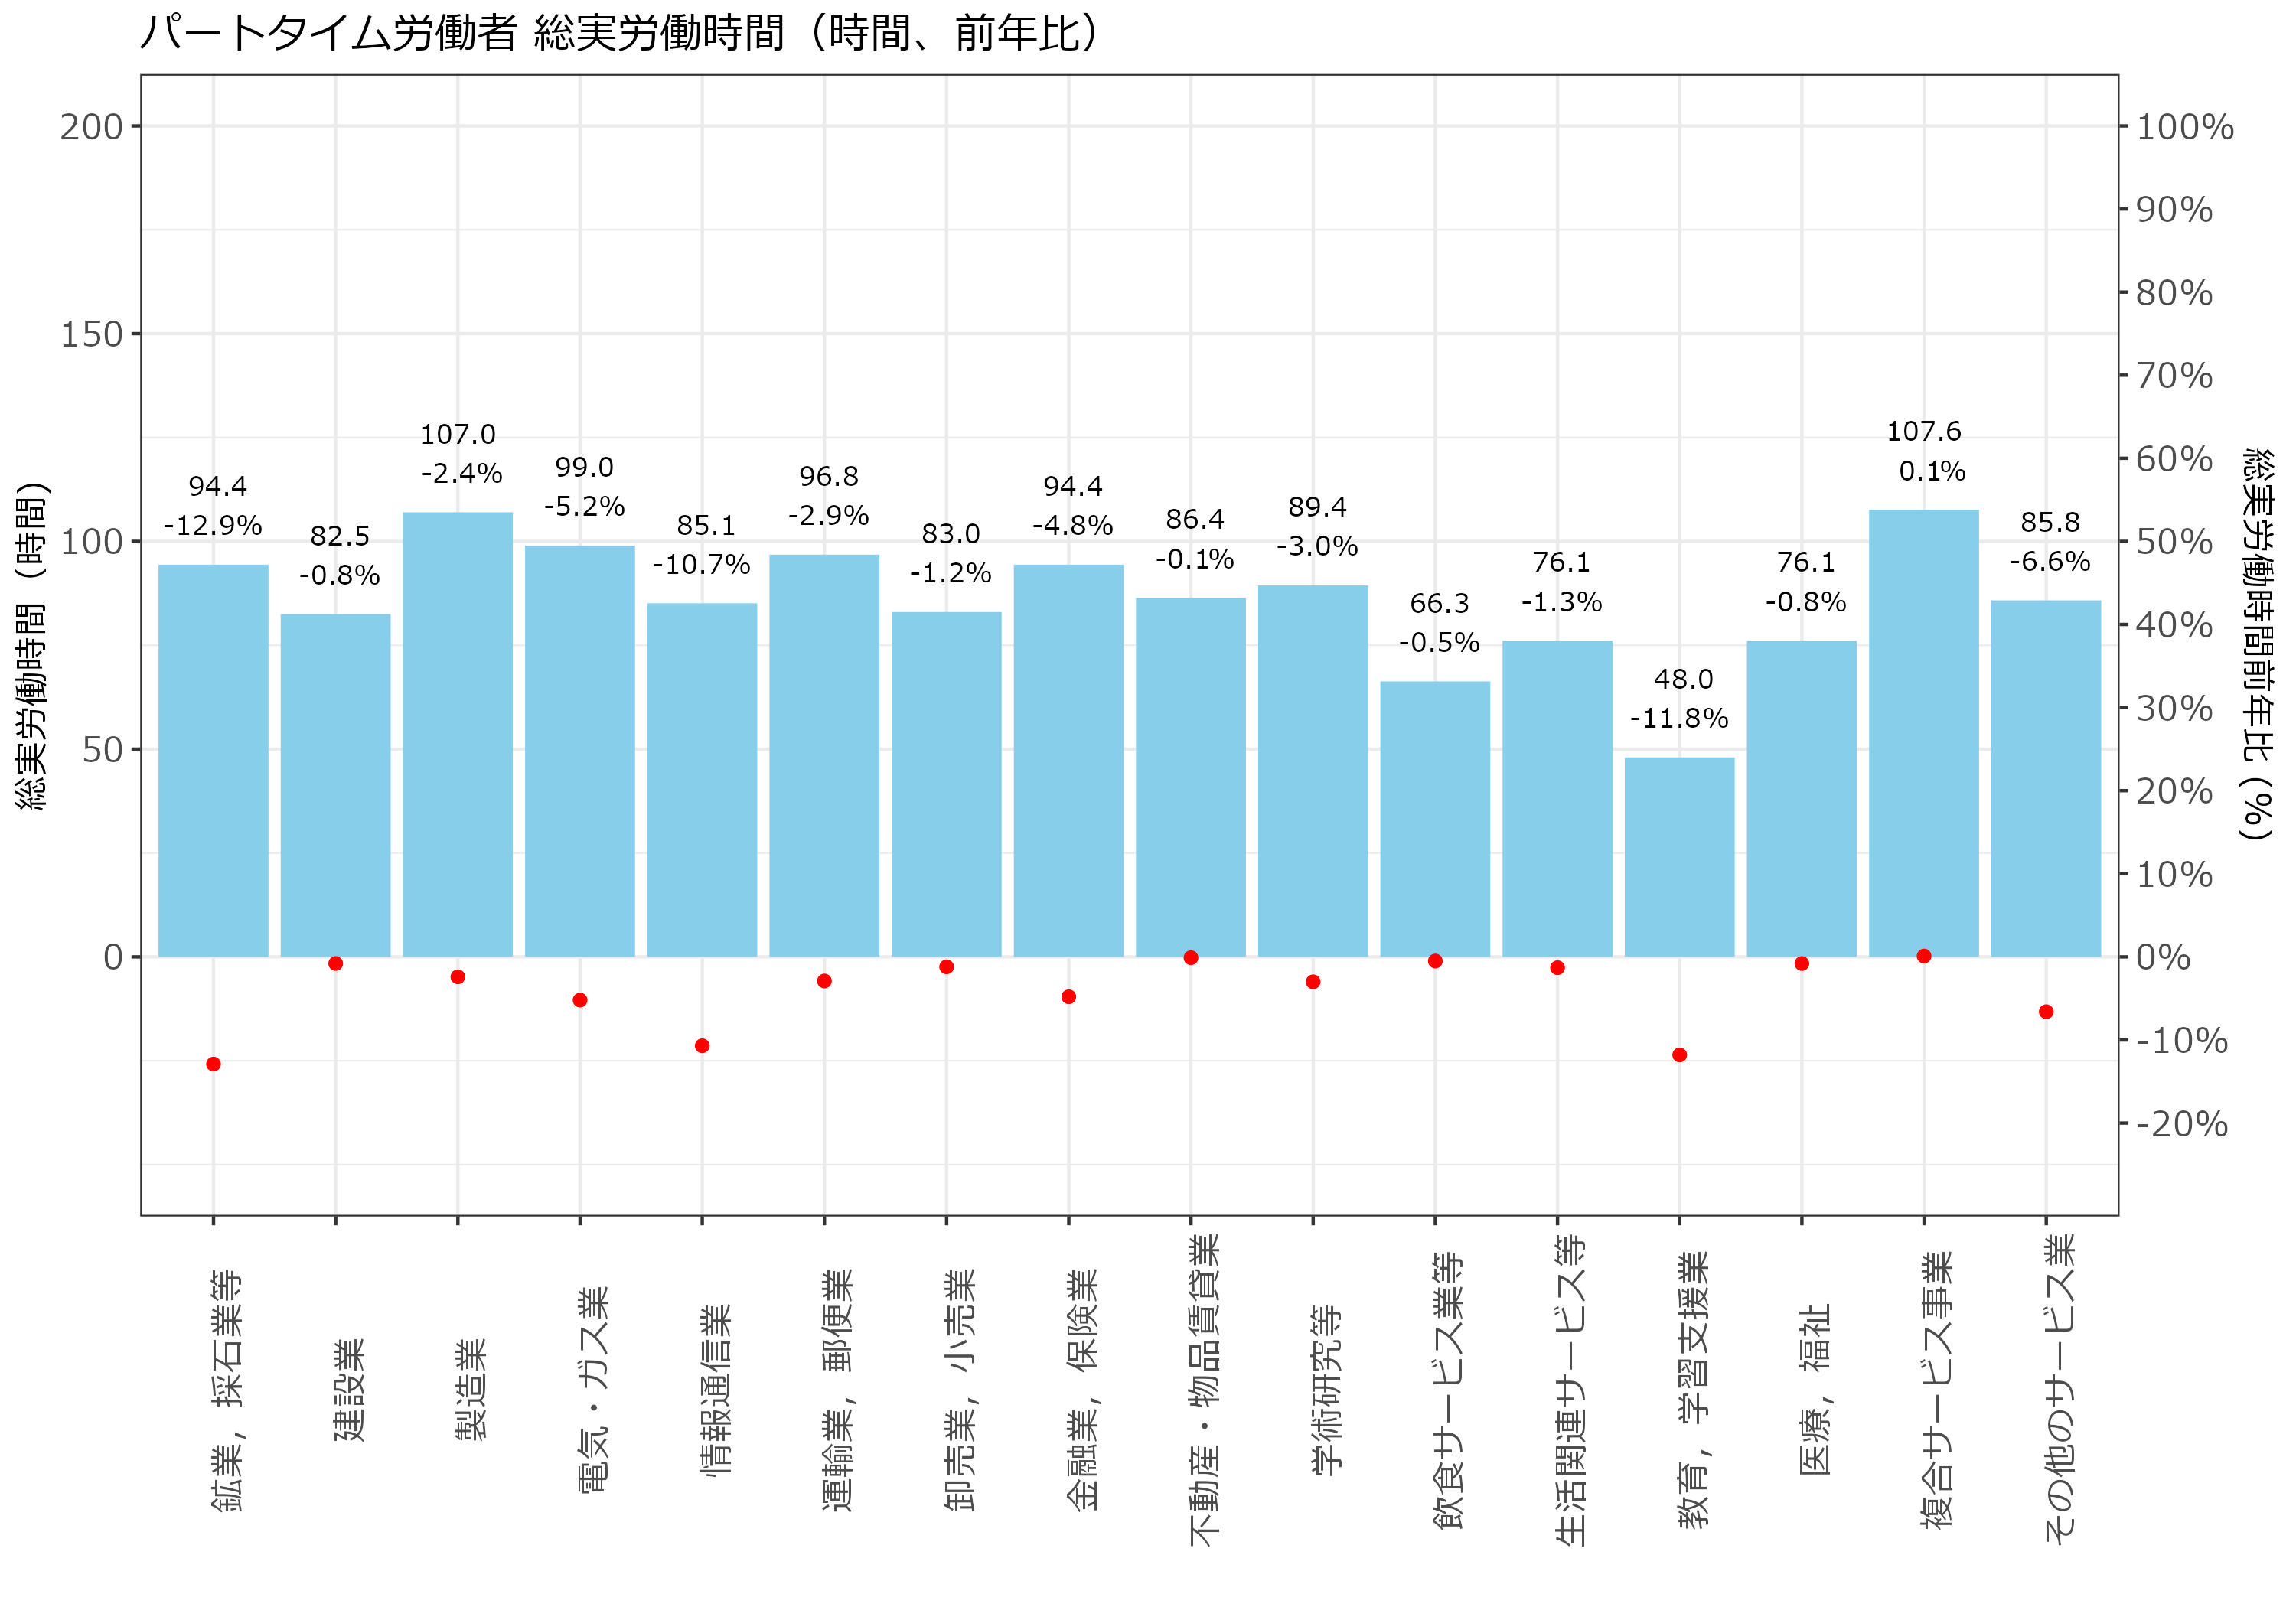 パートタイム労働者 総実労働時間（時間、前年比）
総実労働時間（時間）
200
150
100
50
0
94.4
-12.9%
82.5
-0.8%
107.0
-2.4%
99.0
-5.2%
85.1
-10.7%
96.8
-2.9%
83.0
-1.2%
94.4
-4.8%
86.4
-0.1%
89.4
-3.0%
66.3
-0.5%
76.1
-1.3%
48.0
-11.8%
76.1
-0.8%
107.6
0.1%
85.8
-6.6%
100%
90%
80%
70%
60%
50%
40%
30%
20%
10%
0%
-10%
-20%
総実労働時間前年比（%）
鉱業，採石業等
建設業
製造業
電気・ガス業
情報通信業
運輸業，郵便業
卸売業，小売業
金融業，保険業
不動産・物品賃貸業
学術研究等
飲食サービス業等
生活関連サービス等
教育，学習支援業
医療，福祉
複合サービス事業
その他のサービス業